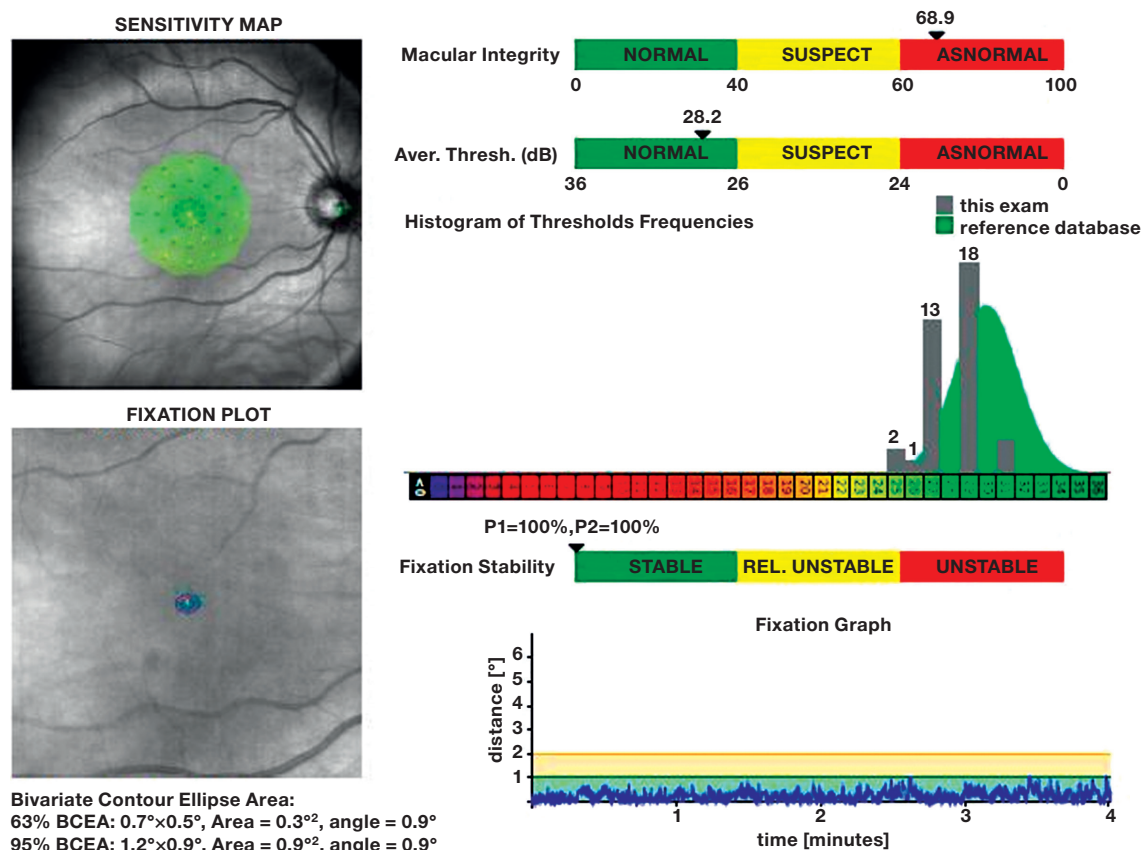 SENSITIVITY MAP
68.9
Macular Integrity NORMAL SUSPECT ASNORMAL
0 40 60 100
28.2
Aver. Thresh. (dB) NORMAL SUSPECT ASNORMAL
36 26 24 0
Histogram of Thresholds Frequencies
this exam
reference database
18
13
2
1
FIXATION PLOT
P1=100%,P2=100%
Fixation Stability STABLE REL. UNSTABLE UNSTABLE
Fixation Graph
distance [°]
6
5
4
3
2
1
1 2 3 4
time [minutes]
Bivariate Contour Ellipse Area:
63% BCEA: 0.7°×0.5°, Area = 0.3°², angle = 0.9°
95% BCEA: 1.2°×0.9°, Area = 0.9°², angle = 0.9°